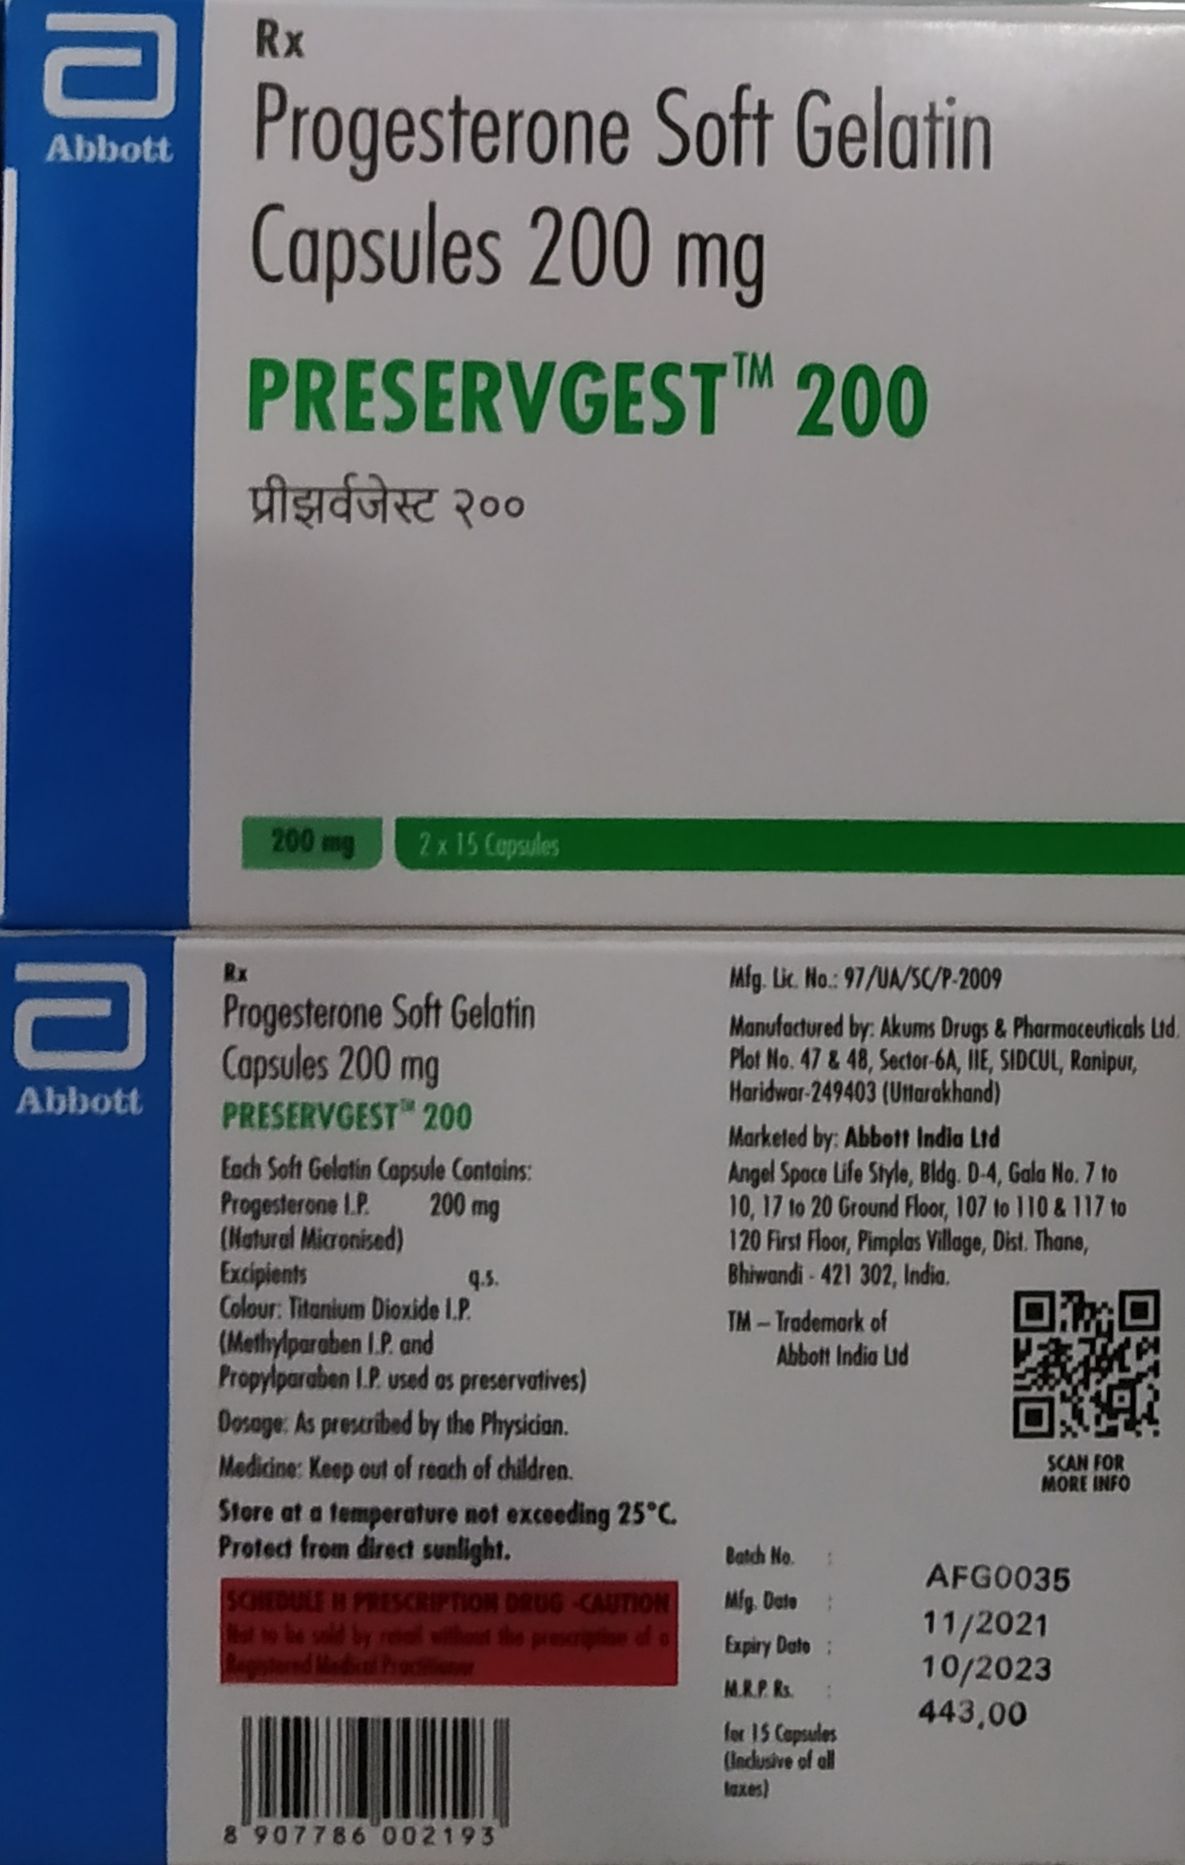 Abbott
Rx
Progesterone Soft Gelatin
Capsules 200 mg
PRESERVGEST™ 200
प्रीझर्वजेस्ट २००
200 mg
2 x 15 Capsules
Abbott
Rx
Progesterone Soft Gelatin
Capsules 200 mg
PRESERVGEST™ 200
Each Soft Gelatin Capsule Contains:
Progesterone I.P. 200 mg
(Natural Micronised)
Excipients q.s.
Colour: Titanium Dioxide I.P.
(Methylparaben I.P. and
Propylparaben I.P. used as preservatives)
Dosage: As prescribed by the Physician.
Medicine: Keep out of reach of children.
Store at a temperature not exceeding 25°C.
Protect from direct sunlight.
SCHEDULE H PRESCRIPTION DRUG -CAUTION
Not to be sold by retail without the prescription of a
Registered Medical Practitioner
8 907786 002193
Mfg. Lic. No.: 97/UA/SC/P-2009
Manufactured by: Akums Drugs & Pharmaceuticals Ltd.
Plot No. 47 & 48, Sector-6A, IIE, SIDCUL, Ranipur,
Haridwar-249403 (Uttarakhand)
Marketed by: Abbott India Ltd
Angel Space Life Style, Bldg. D-4, Gala No. 7 to
10, 17 to 20 Ground Floor, 107 to 110 & 117 to
120 First Floor, Pimplas Village, Dist. Thane,
Bhiwandi - 421 302, India.
TM – Trademark of
Abbott India Ltd
SCAN FOR
MORE INFO
Batch No. : AFG0035
Mfg. Date : 11/2021
Expiry Date : 10/2023
M.R.P. Rs. : 443,00
for 15 Capsules
(Inclusive of all
taxes)